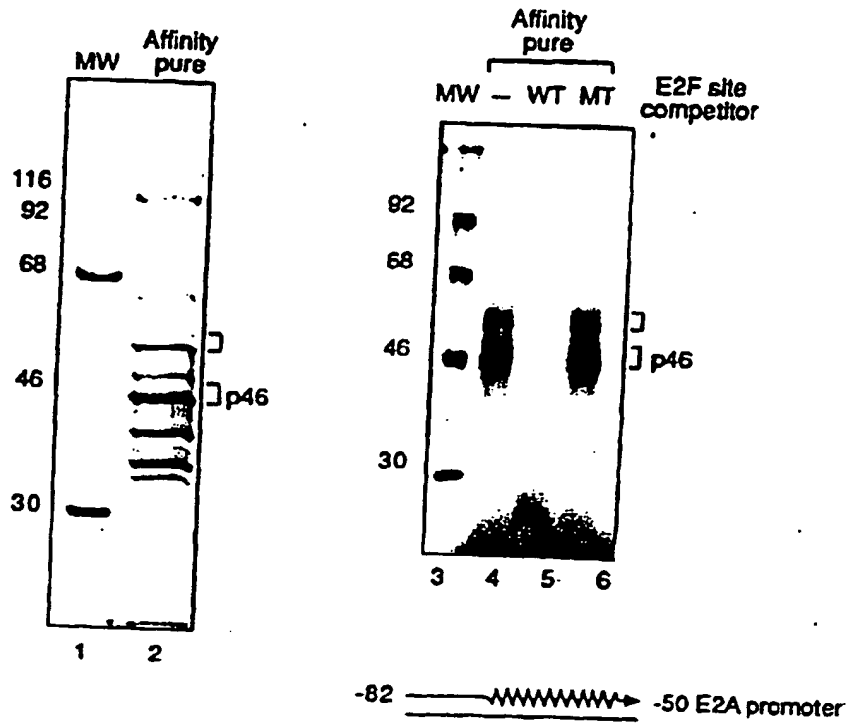 Affinity
pure
MW
116
92
68
46
30
p46
1 2
Affinity
pure
MW – WT MT
E2F site
competitor
92
68
46
30
p46
3 4 5 6
-82
-50 E2A promoter